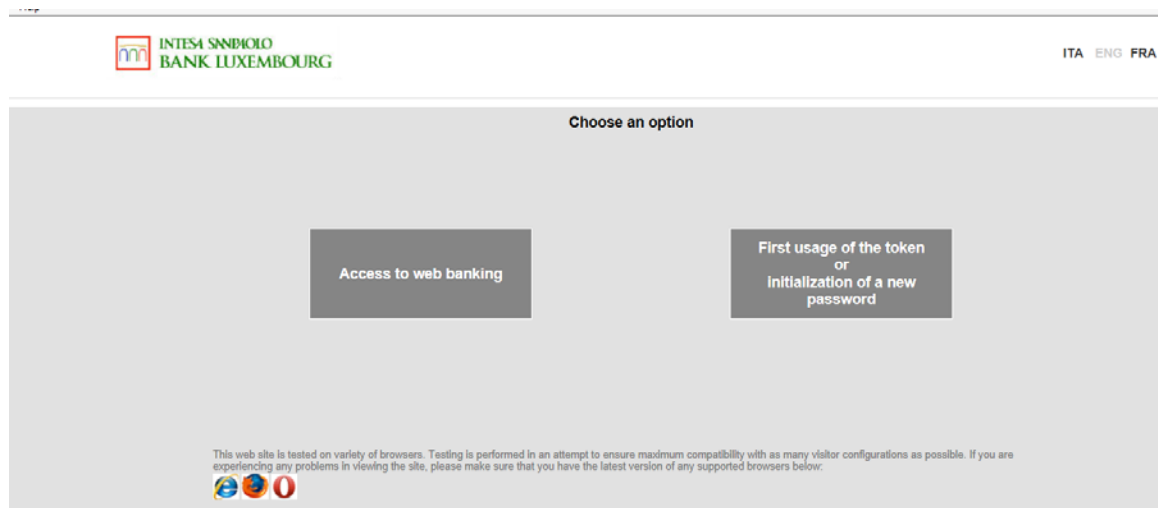 INTESA SANPAOLO
BANK LUXEMBOURG
ITA ENG FRA
Choose an option
Access to web banking
First usage of the token
or
initialization of a new
password
This web site is tested on variety of browsers. Testing is performed in an attempt to ensure maximum compatibility with as many visitor configurations as possible. If you are
experiencing any problems in viewing the site, please make sure that you have the latest version of any supported browsers below: